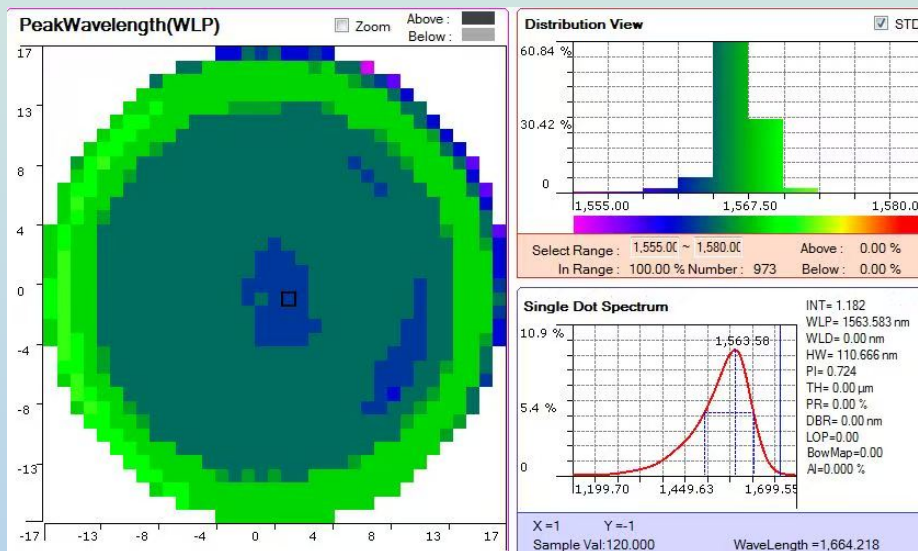 PeakWavelength(WLP)
Zoom
Above :
Below :
17
13
8
4
0
-4
-8
-13
-17
-17 -13 -8 -4 0 4 8 13 17
Distribution View
STD
60.84 %
30.42 %
0
1,555.00 1,567.50 1,580.0
Select Range : 1,555.00 ~ 1,580.00 Above : 0.00 %
In Range : 100.00 % Number : 973 Below : 0.00 %
Single Dot Spectrum
10.9 %
5.4 %
0
1,563.58
1,199.70 1,449.63 1,699.55
INT= 1.182
WLP= 1563.583 nm
WLD= 0.00 nm
HW= 110.666 nm
PI= 0.724
TH= 0.00 µm
PR= 0.00 %
DBR= 0.00 nm
LOP=0.00
BowMap=0.00
Al=0.000 %
X =1 Y =-1
Sample Val:120.000 WaveLength =1,664.218